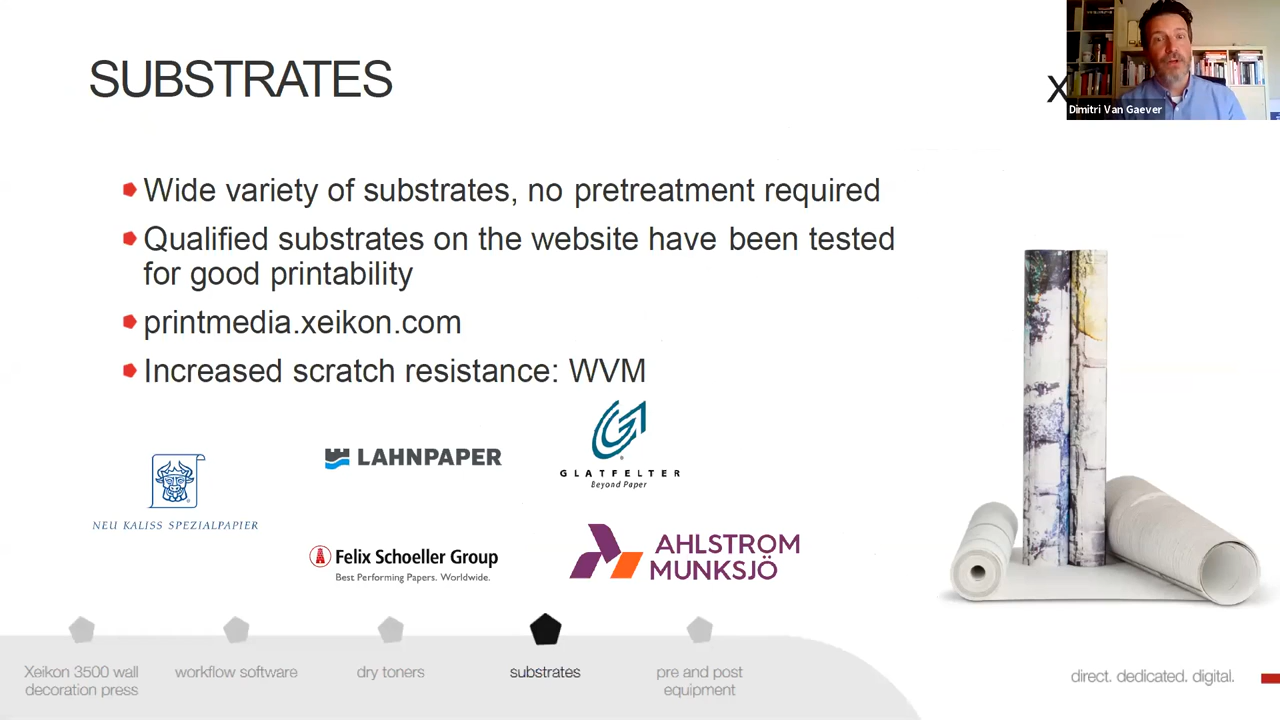 SUBSTRATES
X
Dimitri Van Gaever
Wide variety of substrates, no pretreatment required
Qualified substrates on the website have been tested
for good printability
printmedia.xeikon.com
Increased scratch resistance: WVM
NEU KALISS SPEZIALPAPIER
LAHNPAPER
GLATFELTER
Beyond Paper
Felix Schoeller Group
Best Performing Papers. Worldwide.
AHLSTROM
MUNKSJÖ
Xeikon 3500 wall
decoration press
workflow software
dry toners
substrates
pre and post
equipment
direct. dedicated. digital.